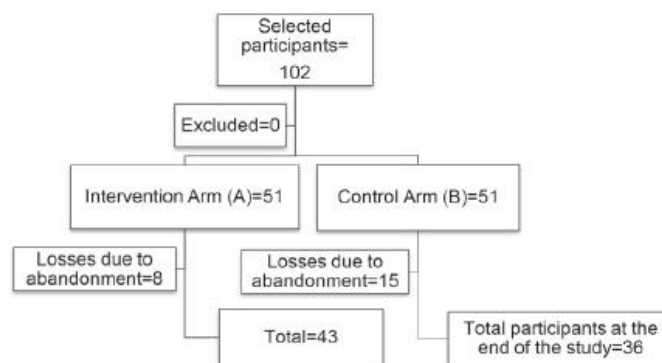 Selected
participants=
102
Excluded=0
Intervention Arm (A)=51
Control Arm (B)=51
Losses due to
abandonment=8
Losses due to
abandonment=15
Total=43
Total participants at the
end of the study=36